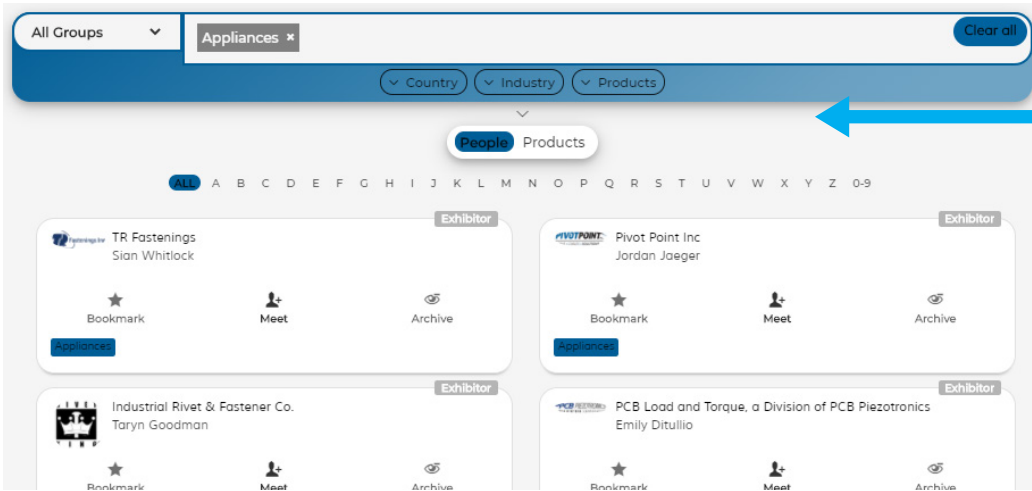 All Groups
Appliances ×
Clear all
Country
Industry
Products
People
Products
ALL A B C D E F G H I J K L M N O P Q R S T U V W X Y Z 0-9
Exhibitor
TR Fastenings
Sian Whitlock
Bookmark
Meet
Archive
Appliances
Exhibitor
PIVOTPOINT
Pivot Point Inc
Jordan Jaeger
Bookmark
Meet
Archive
Appliances
Exhibitor
Industrial Rivet & Fastener Co.
Taryn Goodman
Bookmark
Meet
Archive
Exhibitor
PCB Load and Torque, a Division of PCB Piezotronics
Emily Ditullio
Bookmark
Meet
Archive